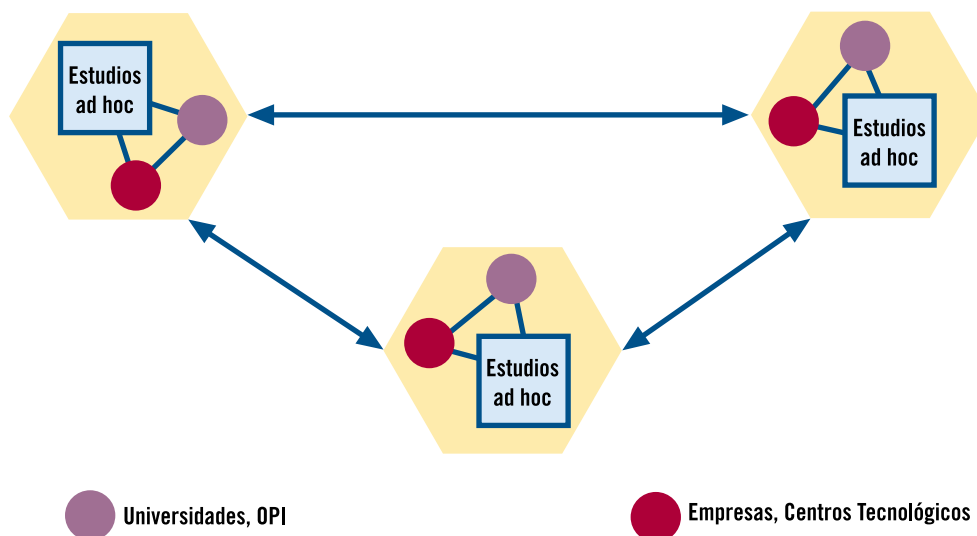 Estudios
ad hoc
Estudios
ad hoc
Estudios
ad hoc
Universidades, OPI
Empresas, Centros Tecnológicos